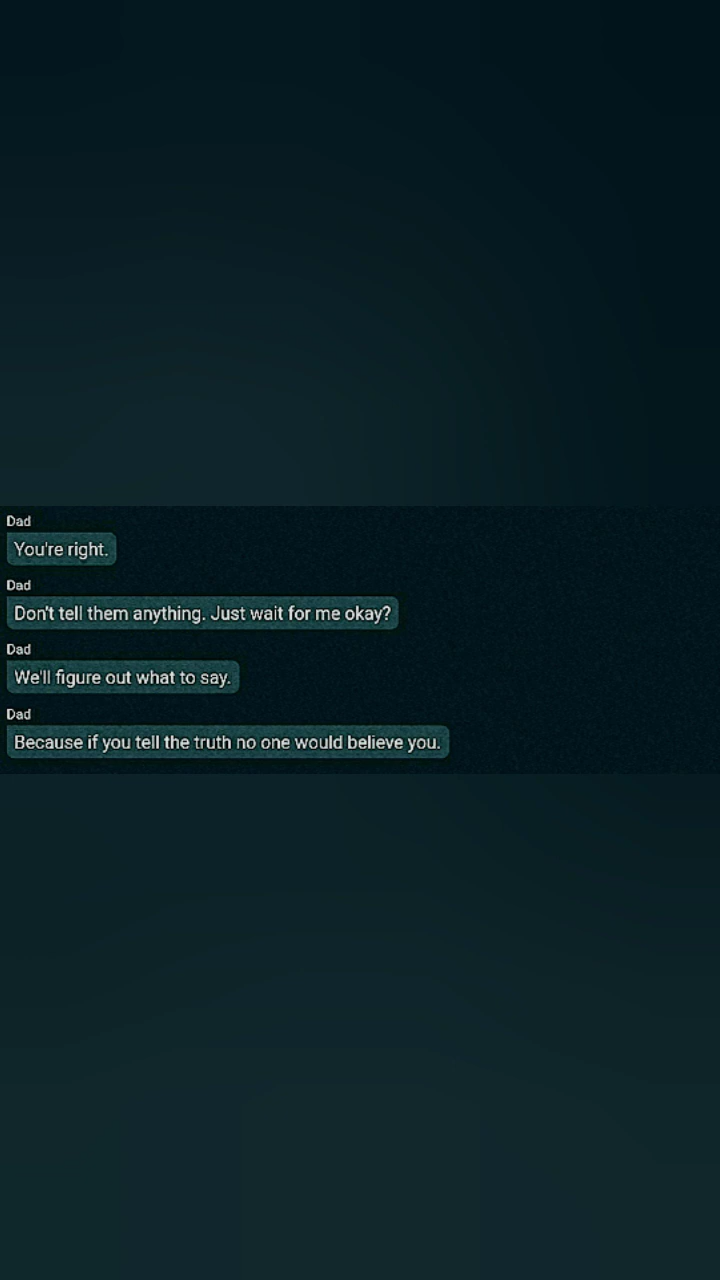 Dad
You're right.
Dad
Don't tell them anything. Just wait for me okay?
Dad
We'll figure out what to say.
Dad
Because if you tell the truth no one would believe you.